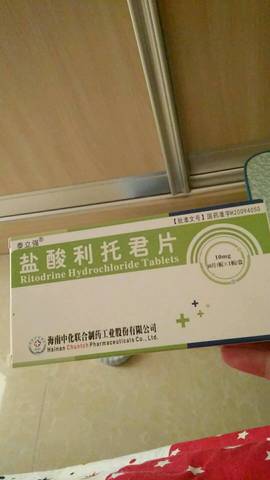 泰立强®
【批准文号】国药准字H20094050
盐酸利托君片
Ritodrine Hydrochloride Tablets
10mg
海南中化联合制药工业股份有限公司
Hainan Chuntch Pharmaceuticals Co., Ltd.